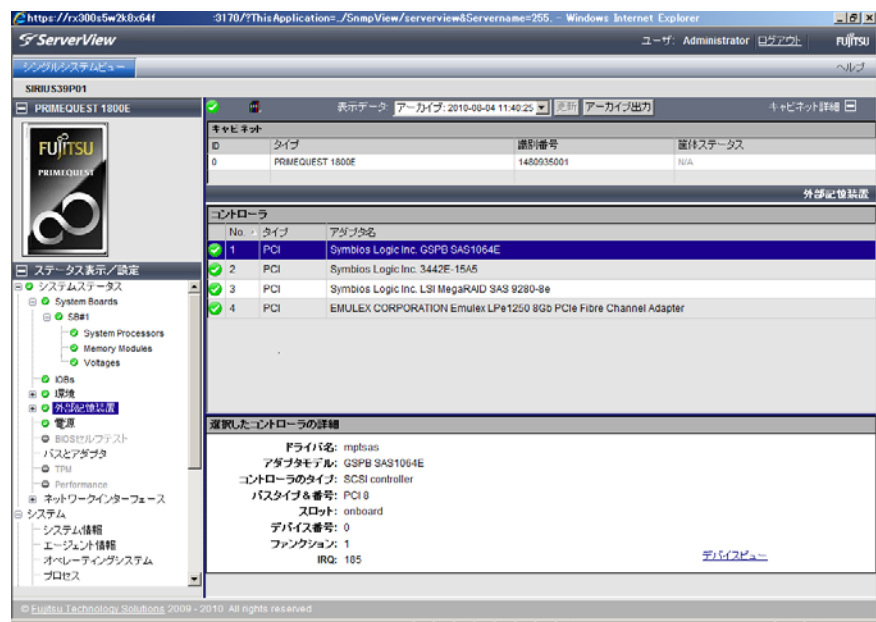 https://rx300s5w2k8x64f :3170/?ThisApplication=./SnmpView/serverview&Servername=255. - Windows Internet Explorer
ServerView
ユーザ: Administrator ログアウト FUJITSU
シングルシステムビュー ヘルプ
SIRIUS39P01
PRIMEQUEST 1800E
表示データ: アーカイブ: 2010-08-04 11:40:25 更新 アーカイブ出力 キャビネット詳細
FUJITSU
PRIMEQUEST
キャビネット
ID タイプ 識別番号 筐体ステータス
0 PRIMEQUEST 1800E 1480935001 N/A
外部記憶装置
コントローラ
No. タイプ アダプタ名
1 PCI Symbios Logic Inc. GSPB SAS1064E
2 PCI Symbios Logic Inc. 3442E-15A5
3 PCI Symbios Logic Inc. LSI MegaRAID SAS 9280-8e
4 PCI EMULEX CORPORATION Emulex LPe1250 8Gb PCIe Fibre Channel Adapter
ステータス表示／設定
システムステータス
System Boards
SB#1
System Processors
Memory Modules
Voltages
IOBs
環境
外部記憶装置
電源
BIOSセルフテスト
バスとアダプタ
TPM
Performance
ネットワークインターフェース
システム
システム情報
エージェント情報
オペレーティングシステム
プロセス
選択したコントローラの詳細
ドライバ名: mptsas
アダプタモデル: GSPB SAS1064E
コントローラのタイプ: SCSI controller
バスタイプ&番号: PCI 8
スロット: onboard
デバイス番号: 0
ファンクション: 1
IRQ: 185
デバイスビュー
© Fujitsu Technology Solutions 2009 - 2010 All rights reserved